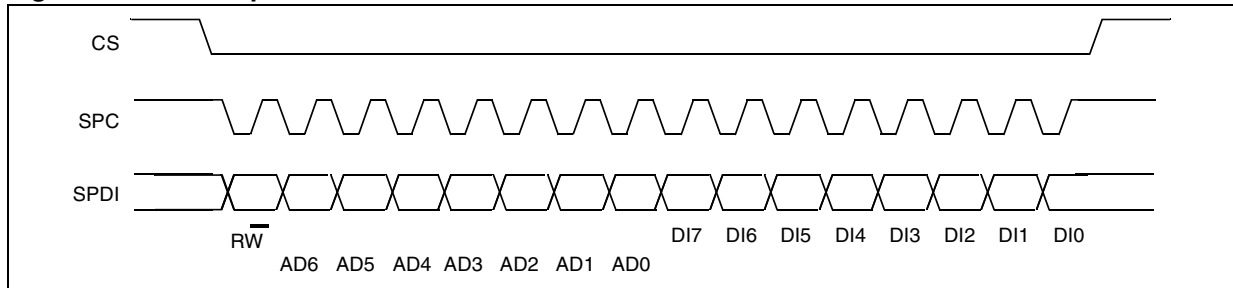 CS
SPC
SPDI
RW
DI7 DI6 DI5 DI4 DI3 DI2 DI1 DI0
AD6 AD5 AD4 AD3 AD2 AD1 AD0